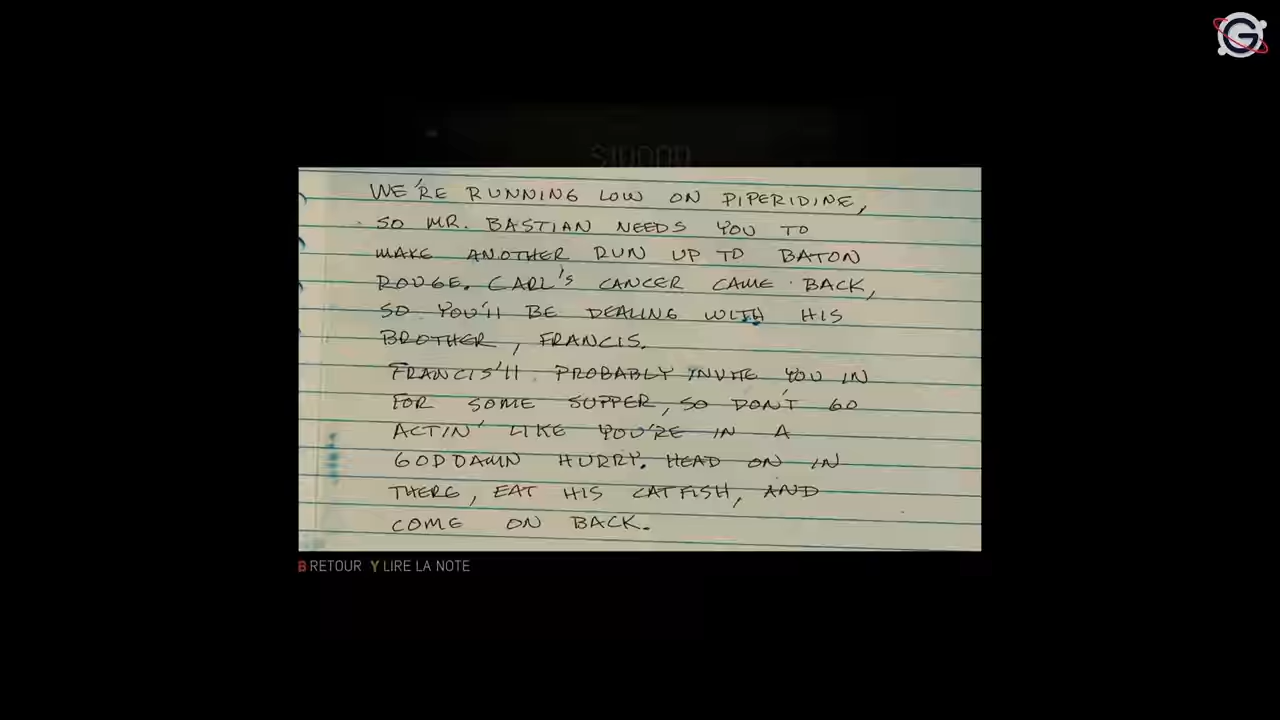 $10000
WE'RE RUNNING LOW ON PIPERIDINE,
SO MR. BASTIAN NEEDS YOU TO
MAKE ANOTHER RUN UP TO BATON
ROUGE. CARL'S CANCER CAME BACK,
SO YOU'll BE DEALING WITH HIS
BROTHER, FRANCIS.
FRANCIS'll PROBABLY INVITE YOU IN
FOR SOME SUPPER, SO DON'T GO
ACTIN' LIKE YOU'RE IN A
GODDAMN HURRY. HEAD ON IN
THERE, EAT HIS CATFISH, AND
COME ON BACK.
B RETOUR Y LIRE LA NOTE